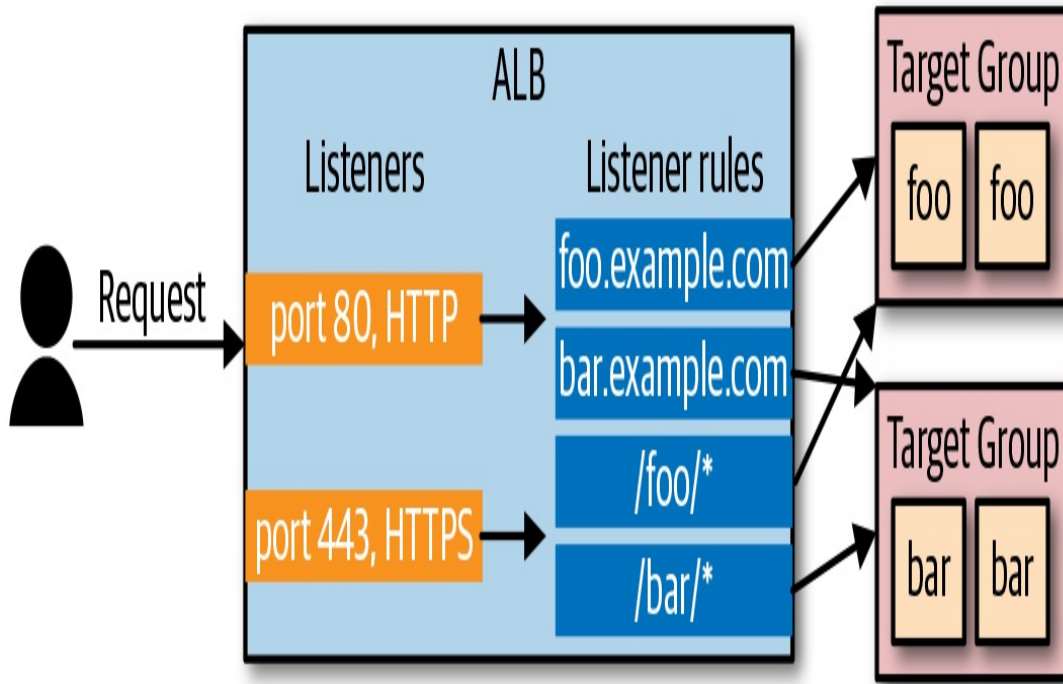 ALB
Listeners
Listener rules
Request
port 80, HTTP
port 443, HTTPS
foo.example.com
bar.example.com
/foo/*
/bar/*
Target Group
foo
foo
Target Group
bar
bar